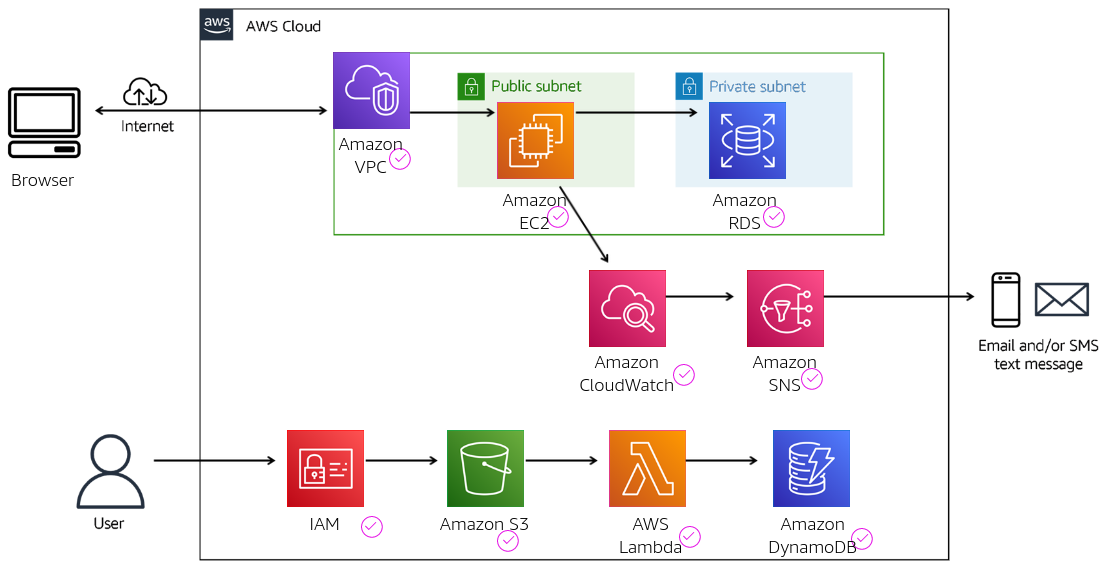 aws
AWS Cloud
Internet
Browser
Amazon
VPC
Public subnet
Amazon
EC2
Private subnet
Amazon
RDS
Amazon
CloudWatch
Amazon
SNS
Email and/or SMS
text message
User
IAM
Amazon S3
AWS
Lambda
Amazon
DynamoDB